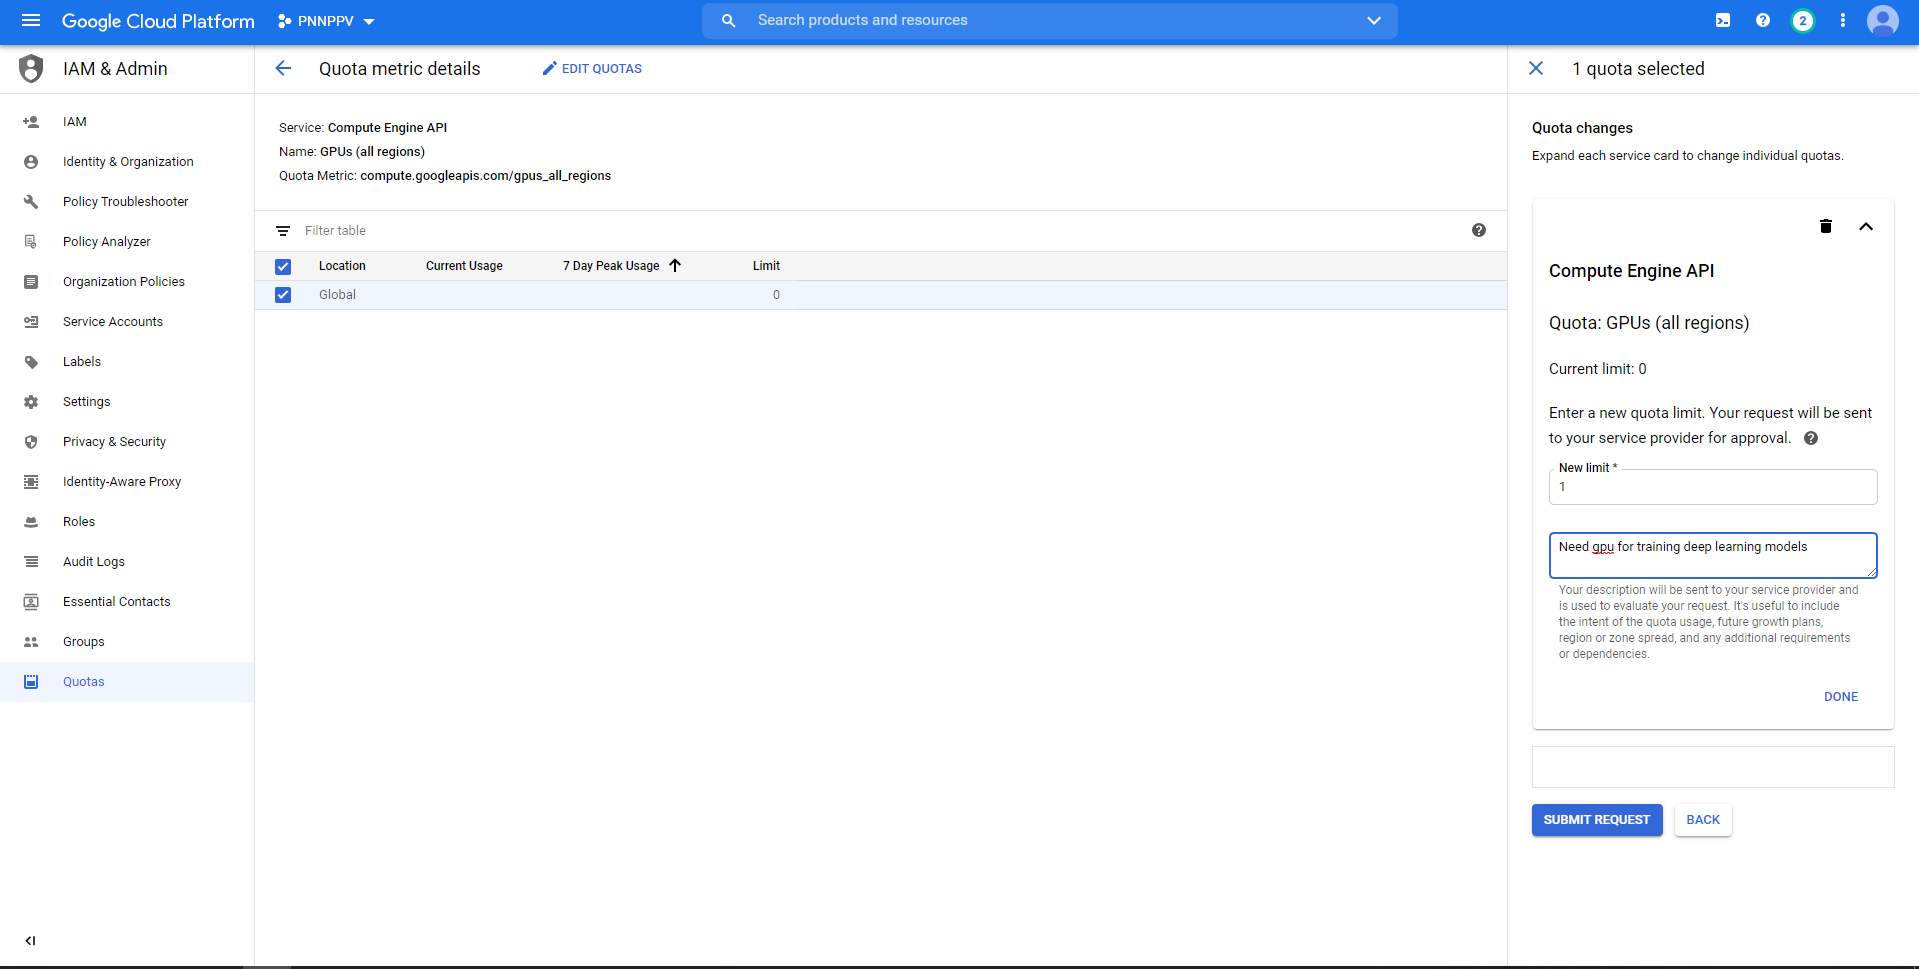 Google Cloud Platform
PNNPPV
Search products and resources
2
IAM & Admin
IAM
Identity & Organization
Policy Troubleshooter
Policy Analyzer
Organization Policies
Service Accounts
Labels
Settings
Privacy & Security
Identity-Aware Proxy
Roles
Audit Logs
Essential Contacts
Groups
Quotas
Quota metric details
EDIT QUOTAS
Service: Compute Engine API
Name: GPUs (all regions)
Quota Metric: compute.googleapis.com/gpus_all_regions
Filter table
Location Current Usage 7 Day Peak Usage Limit
Global 0
1 quota selected
Quota changes
Expand each service card to change individual quotas.
Compute Engine API
Quota: GPUs (all regions)
Current limit: 0
Enter a new quota limit. Your request will be sent
to your service provider for approval.
New limit *
1
Need gpu for training deep learning models
Your description will be sent to your service provider and
is used to evaluate your request. It's useful to include
the intent of the quota usage, future growth plans,
region or zone spread, and any additional requirements
or dependencies.
DONE
SUBMIT REQUEST
BACK